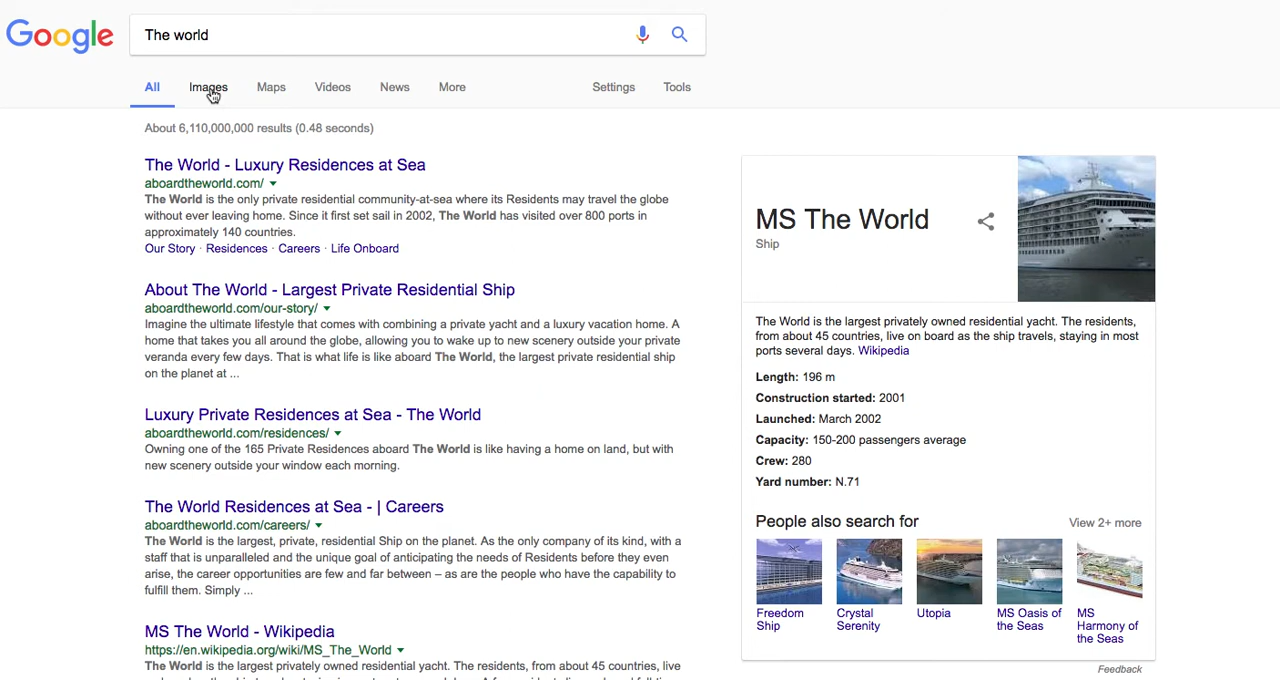 Google
The world
All Images Maps Videos News More Settings Tools
About 6,110,000,000 results (0.48 seconds)
The World - Luxury Residences at Sea
aboardtheworld.com/
The World is the only private residential community-at-sea where its Residents may travel the globe
without ever leaving home. Since it first set sail in 2002, The World has visited over 800 ports in
approximately 140 countries.
Our Story · Residences · Careers · Life Onboard
About The World - Largest Private Residential Ship
aboardtheworld.com/our-story/
Imagine the ultimate lifestyle that comes with combining a private yacht and a luxury vacation home. A
home that takes you all around the globe, allowing you to wake up to new scenery outside your private
veranda every few days. That is what life is like aboard The World, the largest private residential ship
on the planet at ...
Luxury Private Residences at Sea - The World
aboardtheworld.com/residences/
Owning one of the 165 Private Residences aboard The World is like having a home on land, but with
new scenery outside your window each morning.
The World Residences at Sea - | Careers
aboardtheworld.com/careers/
The World is the largest, private, residential Ship on the planet. As the only company of its kind, with a
staff that is unparalleled and the unique goal of anticipating the needs of Residents before they even
arise, the career opportunities are few and far between – as are the people who have the capability to
fulfill them. Simply ...
MS The World - Wikipedia
https://en.wikipedia.org/wiki/MS_The_World
The World is the largest privately owned residential yacht. The residents, from about 45 countries, live
MS The World
Ship
The World is the largest privately owned residential yacht. The residents,
from about 45 countries, live on board as the ship travels, staying in most
ports several days. Wikipedia
Length: 196 m
Construction started: 2001
Launched: March 2002
Capacity: 150-200 passengers average
Crew: 280
Yard number: N.71
People also search for
View 2+ more
Freedom
Ship
Crystal
Serenity
Utopia
MS Oasis of
the Seas
MS
Harmony of
the Seas
Feedback